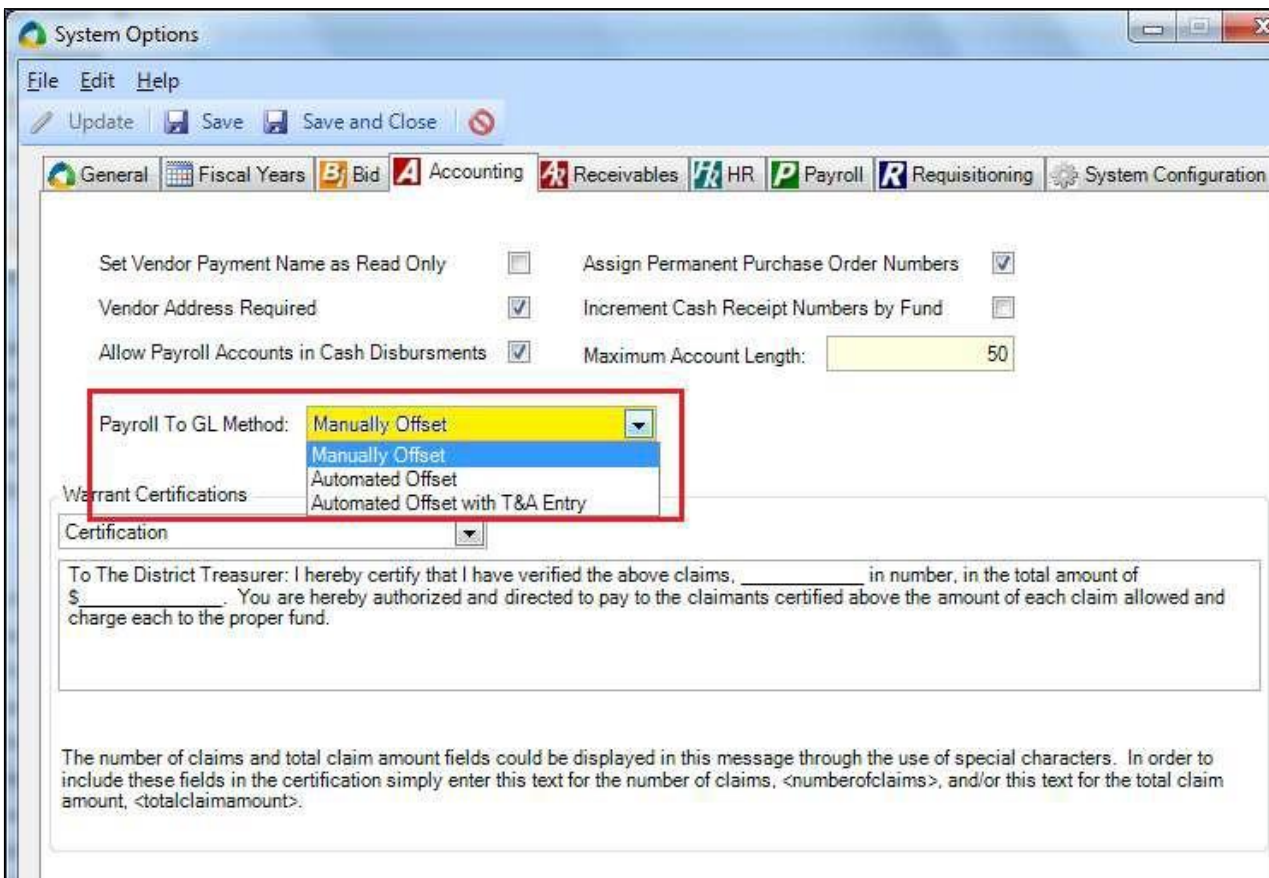 System Options
File Edit Help
Update Save Save and Close
General Fiscal Years Bj Bid A Accounting AR Receivables HR HR P Payroll R Requisitioning System Configuration
Set Vendor Payment Name as Read Only Assign Permanent Purchase Order Numbers
Vendor Address Required Increment Cash Receipt Numbers by Fund
Allow Payroll Accounts in Cash Disbursments Maximum Account Length: 50
Payroll To GL Method: Manually Offset
Manually Offset
Automated Offset
Automated Offset with T&A Entry
Warrant Certifications
Certification
To The District Treasurer: I hereby certify that I have verified the above claims, _____________ in number, in the total amount of
$_______________. You are hereby authorized and directed to pay to the claimants certified above the amount of each claim allowed and
charge each to the proper fund.
The number of claims and total claim amount fields could be displayed in this message through the use of special characters. In order to
include these fields in the certification simply enter this text for the number of claims, <numberofclaims>, and/or this text for the total claim
amount, <totalclaimamount>.